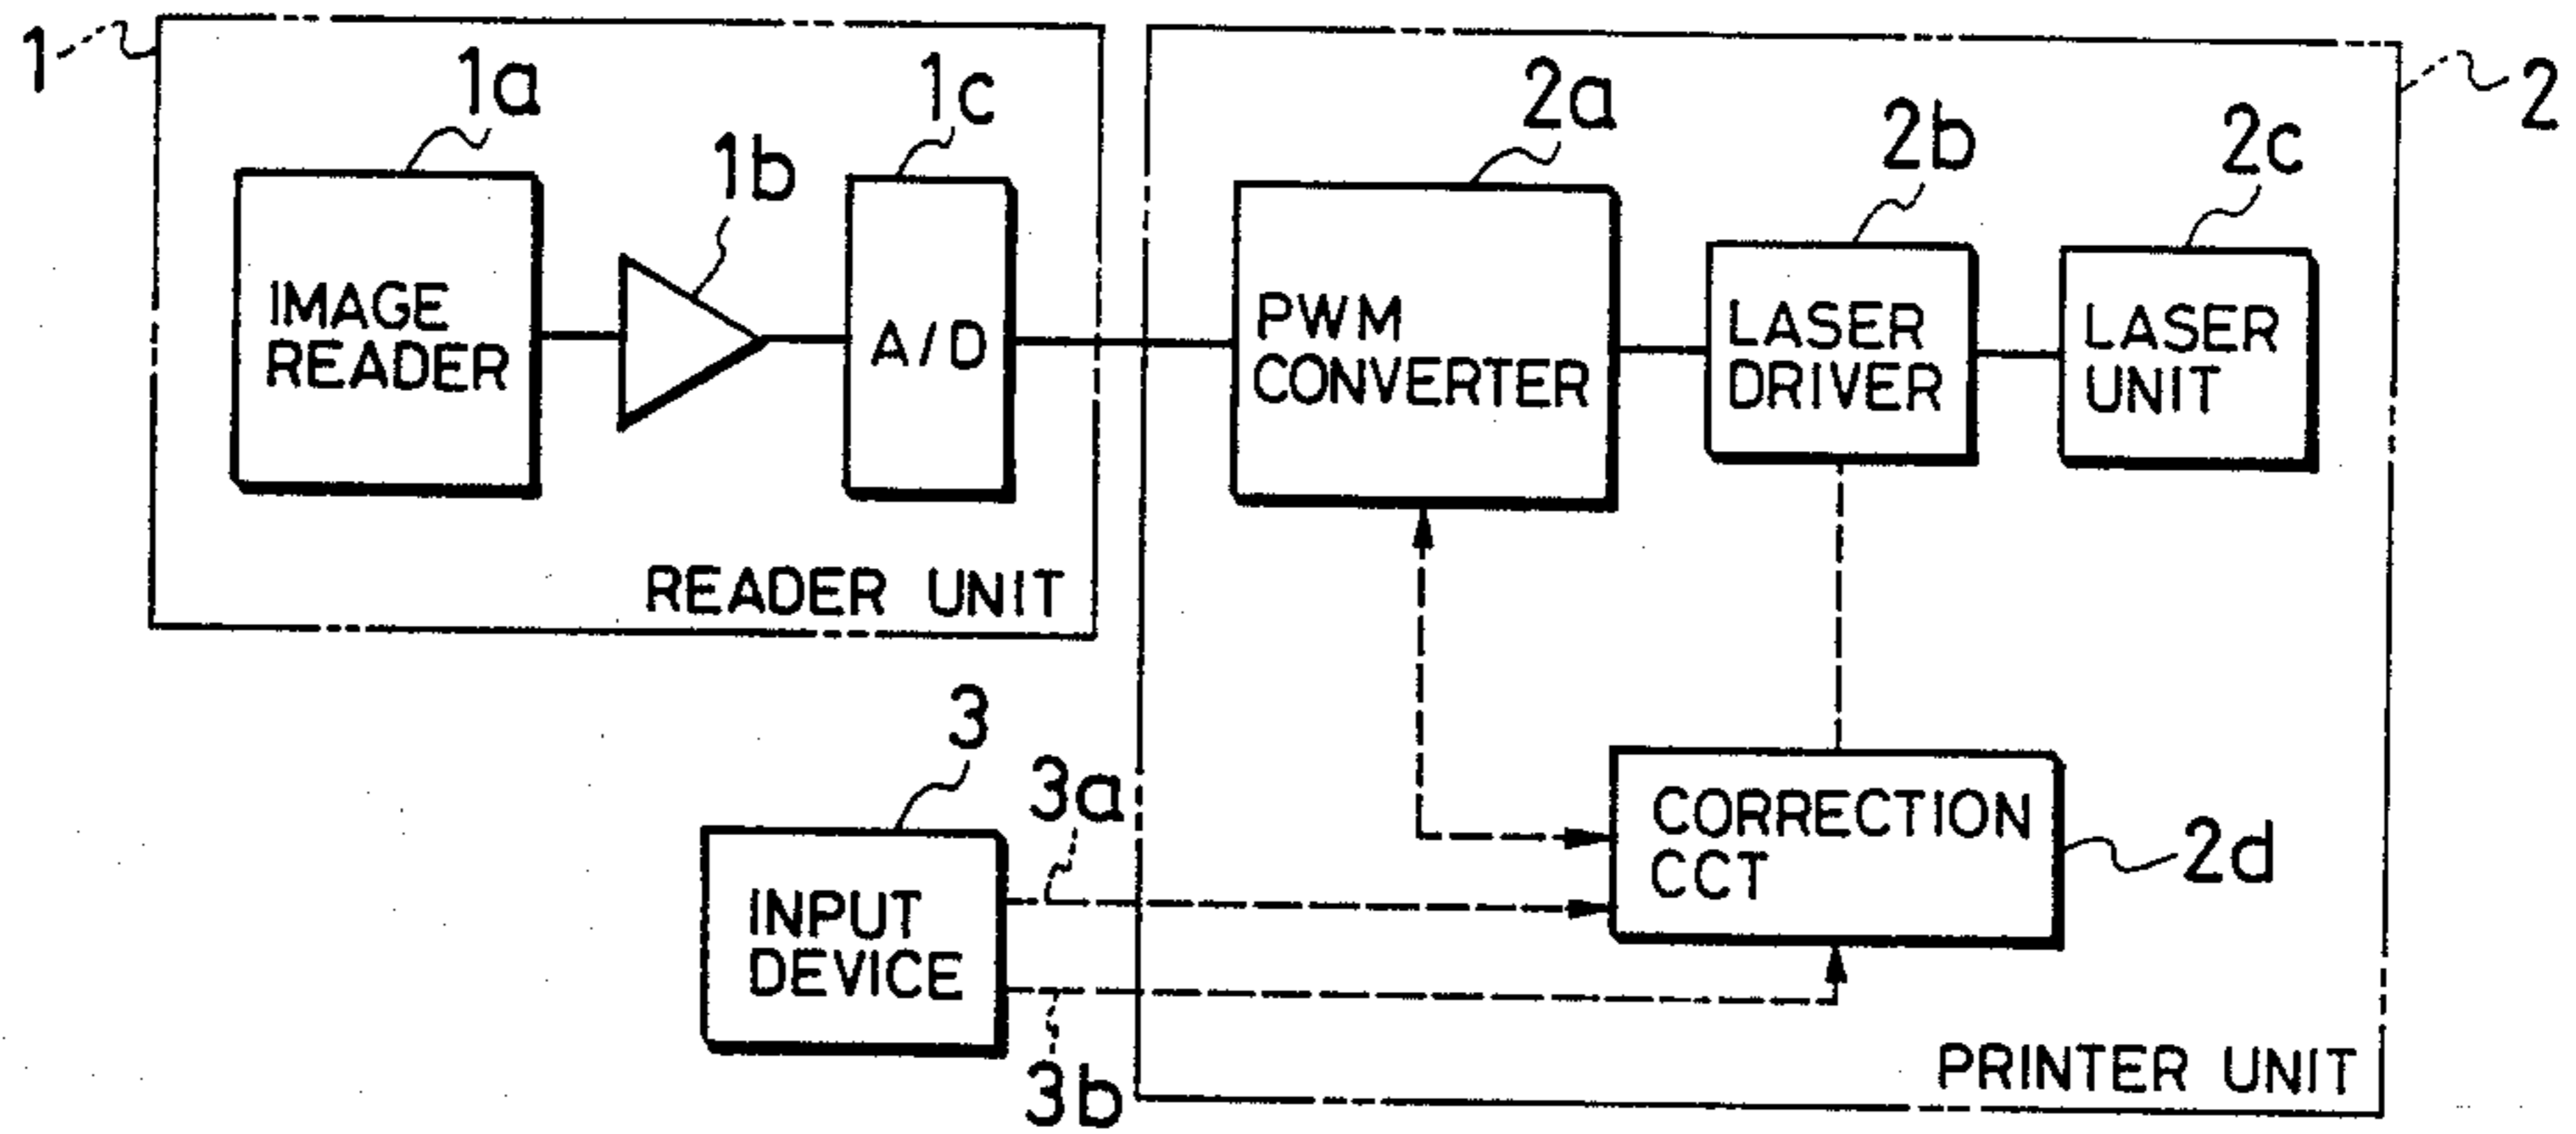 1
1a
1b
1c
IMAGE
READER
A/D
READER UNIT
2
2a
2b
2c
PWM
CONVERTER
LASER
DRIVER
LASER
UNIT
3
3a
INPUT
DEVICE
3b
CORRECTION
CCT
2d
PRINTER UNIT